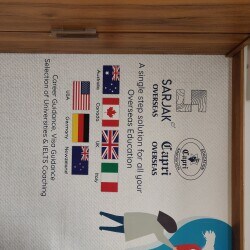 SARJAK
OVERSEAS
Capri
OVERSEAS
A single step solution for all your
Overseas Education
Australia
Canada
UK
Italy
USA
Germany
Newzealand
Career Guidance, Visa Guidance
Selection of Universities & IELTS Coaching